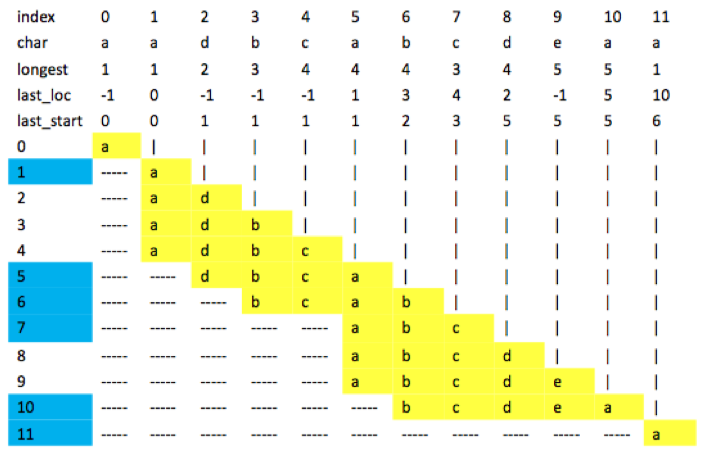 index 0 1 2 3 4 5 6 7 8 9 10 11
char a a d b c a b c d e a a
longest 1 1 2 3 4 4 4 3 4 5 5 1
last_loc -1 0 -1 -1 -1 1 3 4 2 -1 5 10
last_start 0 0 1 1 1 1 2 3 5 5 5 6
0 a | | | | | | | | | | |
1 ----- a | | | | | | | | | |
2 ----- a d | | | | | | | | |
3 ----- a d b | | | | | | | |
4 ----- a d b c | | | | | | |
5 ----- ----- d b c a | | | | | |
6 ----- ----- ----- b c a b | | | | |
7 ----- ----- ----- ----- ----- a b c | | | |
8 ----- ----- ----- ----- ----- a b c d | | |
9 ----- ----- ----- ----- ----- a b c d e | |
10 ----- ----- ----- ----- ----- ----- b c d e a |
11 ----- ----- ----- ----- ----- ----- ----- ----- ----- ----- ----- a